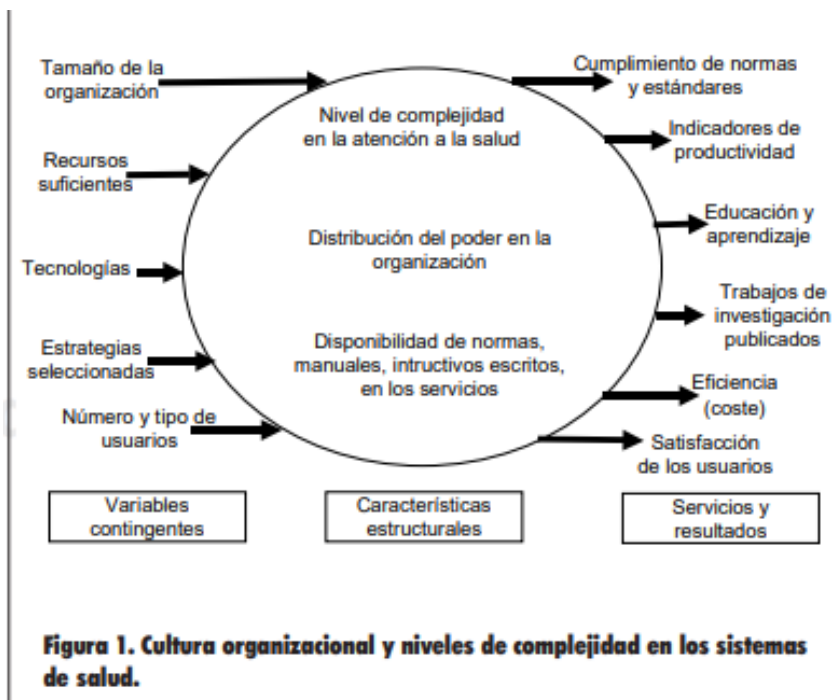 Tamaño de la
organización
Recursos
suficientes
Tecnologías
Estrategias
seleccionadas
Número y tipo de
usuarios
Nivel de complejidad
en la atención a la salud
Distribución del poder en la
organización
Disponibilidad de normas,
manuales, intructivos escritos,
en los servicios
Cumplimiento de normas
y estándares
Indicadores de
productividad
Educación y
aprendizaje
Trabajos de
investigación
publicados
Eficiencia
(coste)
Satisfacción
de los usuarios
Variables
contingentes
Características
estructurales
Servicios y
resultados
Figura 1. Cultura organizacional y niveles de complejidad en los sistemas
de salud.